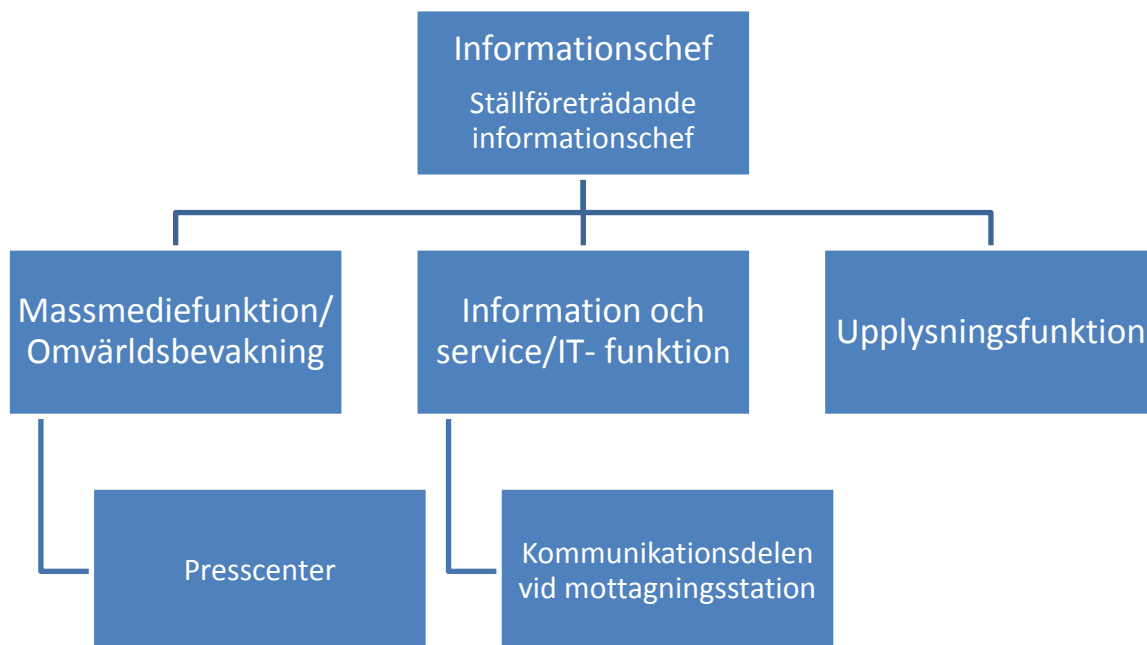 Informationschef
Ställföreträdande
informationschef
Massmediefunktion/
Omvärldsbevakning
Information och
service/IT- funktion
Upplysningsfunktion
Presscenter
Kommunikationsdelen
vid mottagningsstation